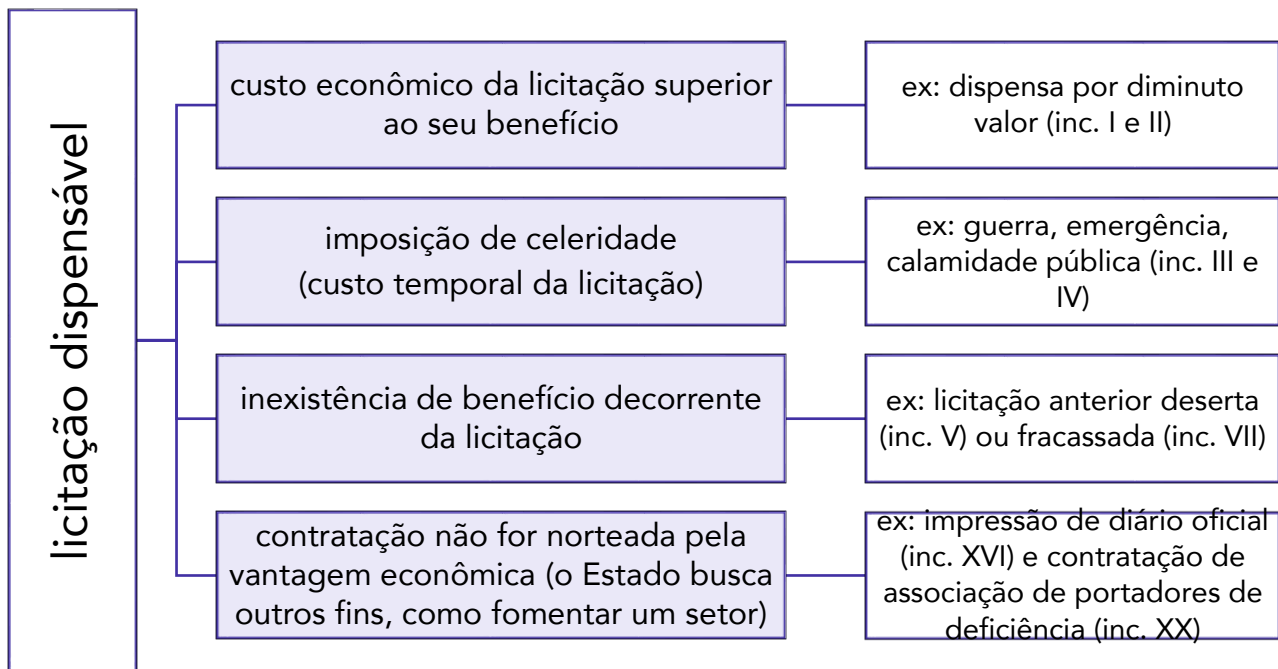 licitação dispensável
custo econômico da licitação superior
ao seu benefício
ex: dispensa por diminuto
valor (inc. I e II)
imposição de celeridade
(custo temporal da licitação)
ex: guerra, emergência,
calamidade pública (inc. III e
IV)
inexistência de benefício decorrente
da licitação
ex: licitação anterior deserta
(inc. V) ou fracassada (inc. VII)
contratação não for norteada pela
vantagem econômica (o Estado busca
outros fins, como fomentar um setor)
ex: impressão de diário oficial
(inc. XVI) e contratação de
associação de portadores de
deficiência (inc. XX)